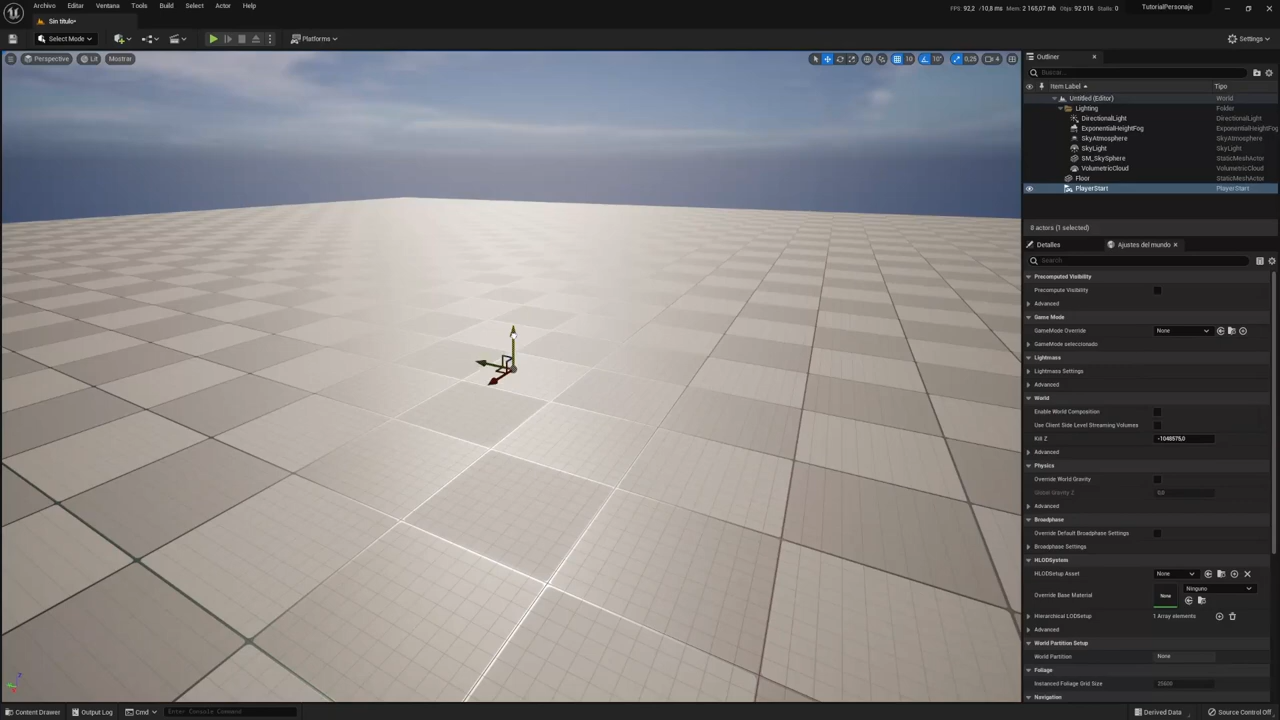 Archivo Editar Ventana Tools Build Select Actor Help
FPS: 92,2 / 10,8 ms Mem: 2 165,07 mb Objs: 92 016 Stalls: 0
TutorialPersonaje
Sin título*
Select Mode
Platforms
Settings
Perspective Lit Mostrar
10 10° 0,25 4
Outliner
Buscar...
Item Label Tipo
Untitled (Editor) World
Lighting Folder
DirectionalLight DirectionalLight
ExponentialHeightFog ExponentialHeightFog
SkyAtmosphere SkyAtmosphere
SkyLight SkyLight
SM_SkySphere StaticMeshActor
VolumetricCloud VolumetricCloud
Floor StaticMeshActor
PlayerStart PlayerStart
8 actors (1 selected)
Detalles Ajustes del mundo
Search
Precomputed Visibility
Precompute Visibility
Advanced
Game Mode
GameMode Override None
GameMode seleccionado
Lightmass
Lightmass Settings
Advanced
World
Enable World Composition
Use Client Side Level Streaming Volumes
Kill Z -1048575,0
Advanced
Physics
Override World Gravity
Global Gravity Z 0,0
Advanced
Broadphase
Override Default Broadphase Settings
Broadphase Settings
HLODSystem
HLODSetup Asset None
Override Base Material None Ninguno
Hierarchical LODSetup 1 Array elements
Advanced
World Partition Setup
World Partition None
Foliage
Instanced Foliage Grid Size 25600
Navigation
Content Drawer Output Log Cmd Enter Console Command
Derived Data Source Control Off